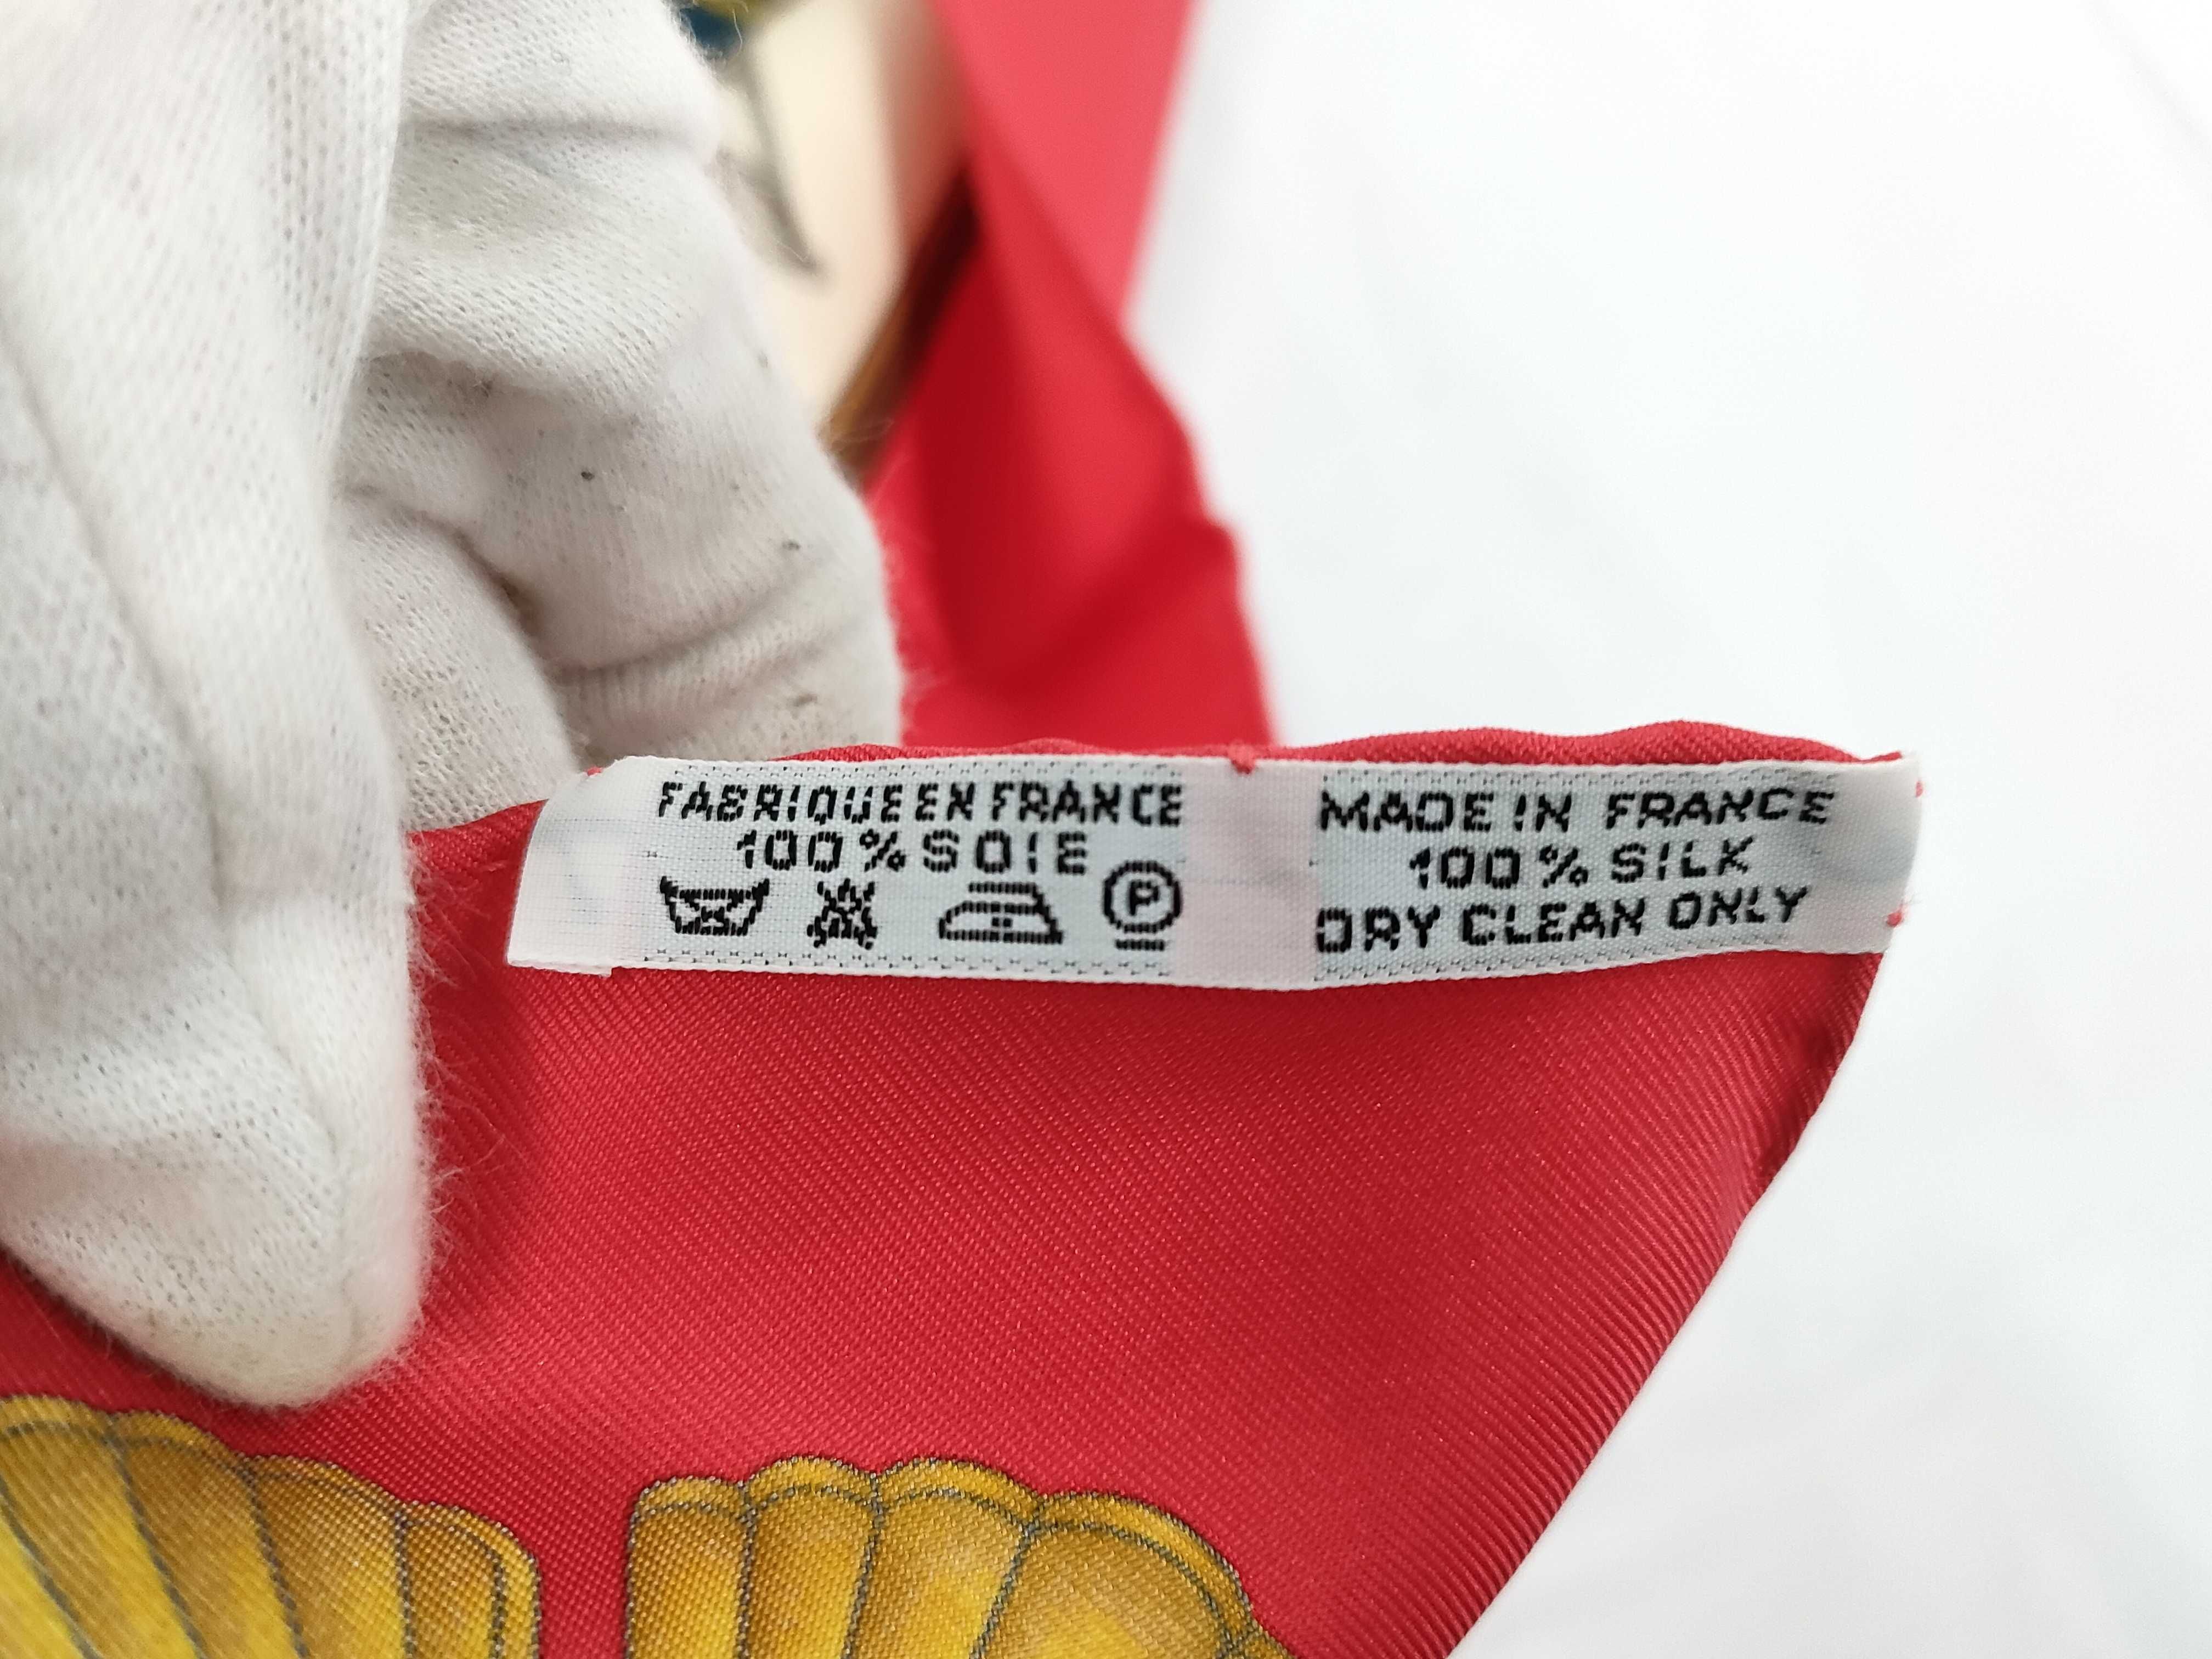 FABRIQUE EN FRANCE
100% SOIE
P
MADE IN FRANCE
100% SILK
DRY CLEAN ONLY